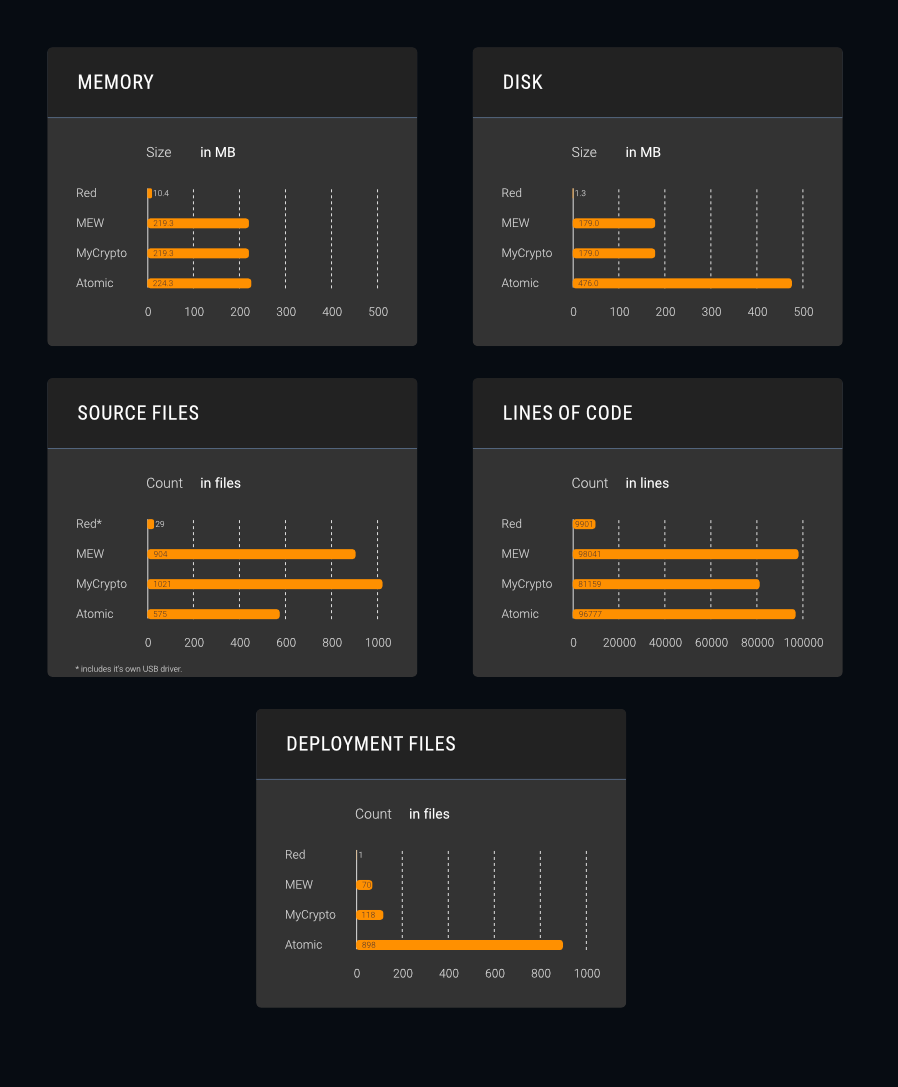 MEMORY
Size in MB
Red 10.4
MEW 219.3
MyCrypto 219.3
Atomic 224.3
0 100 200 300 400 500
DISK
Size in MB
Red 1.3
MEW 179.0
MyCrypto 179.0
Atomic 476.0
0 100 200 300 400 500
SOURCE FILES
Count in files
Red* 29
MEW 904
MyCrypto 1021
Atomic 575
0 200 400 600 800 1000
* includes it's own USB driver.
LINES OF CODE
Count in lines
Red 9901
MEW 98041
MyCrypto 81159
Atomic 96777
0 20000 40000 60000 80000 100000
DEPLOYMENT FILES
Count in files
Red 1
MEW 70
MyCrypto 118
Atomic 898
0 200 400 600 800 1000